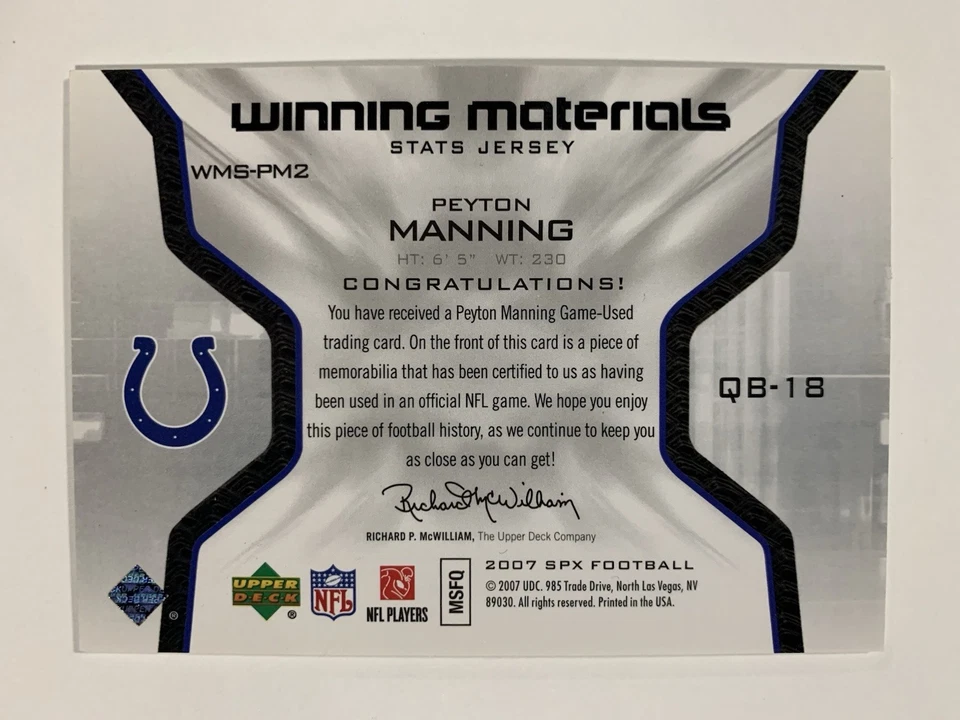 WINNING MATERIALS
STATS JERSEY
WMS-PM2
PEYTON
MANNING
HT: 6' 5" WT: 230
CONGRATULATIONS!
You have received a Peyton Manning Game-Used
trading card. On the front of this card is a piece of
memorabilia that has been certified to us as having
been used in an official NFL game. We hope you enjoy
this piece of football history, as we continue to keep you
as close as you can get!
QB-18
Richard McWilliam
RICHARD P. McWILLIAM, The Upper Deck Company
UPPER
DECK
®
NFL
NFL PLAYERS
MSFQ
2007 SPX FOOTBALL
© 2007 UDC. 985 Trade Drive, North Las Vegas, NV
89030. All rights reserved. Printed in the USA.
®